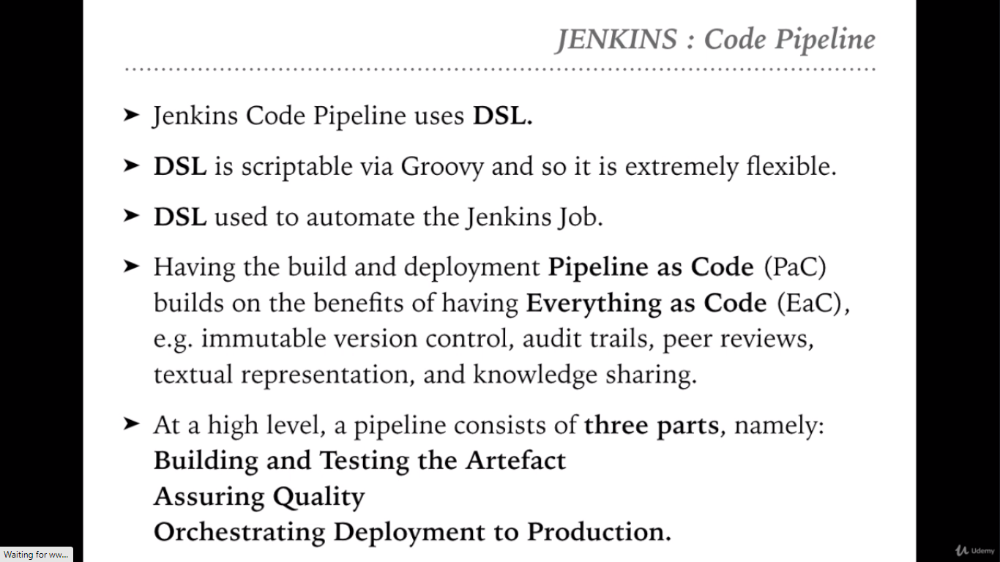 JENKINS : Code Pipeline
➤ Jenkins Code Pipeline uses DSL.
➤ DSL is scriptable via Groovy and so it is extremely flexible.
➤ DSL used to automate the Jenkins Job.
➤ Having the build and deployment Pipeline as Code (PaC)
builds on the benefits of having Everything as Code (EaC),
e.g. immutable version control, audit trails, peer reviews,
textual representation, and knowledge sharing.
➤ At a high level, a pipeline consists of three parts, namely:
Building and Testing the Artefact
Assuring Quality
Orchestrating Deployment to Production.
Waiting for ww...
Udemy